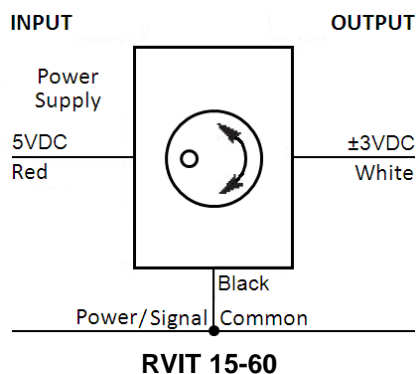 INPUT
OUTPUT
Power
Supply
5VDC
±3VDC
Red
White
Black
Power/Signal Common
RVIT 15-60